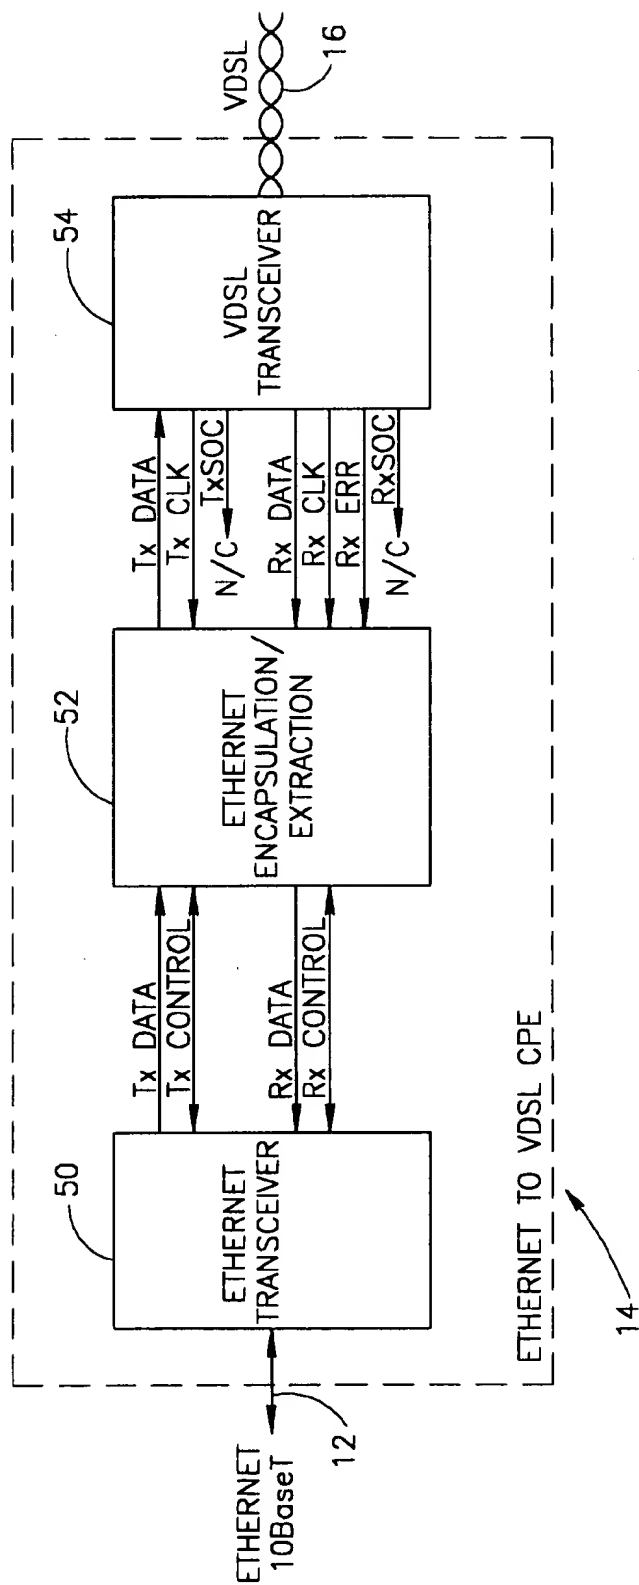 ETHERNET
10BaseT
12
50
ETHERNET
TRANSCEIVER
Tx DATA
Tx CONTROL
Rx DATA
Rx CONTROL
52
ETHERNET
ENCAPSULATION/
EXTRACTION
Tx DATA
Tx CLK
TxSOC
N/C
Rx DATA
Rx CLK
Rx ERR
RxSOC
N/C
54
VDSL
TRANSCEIVER
VDSL
16
ETHERNET TO VDSL CPE
14